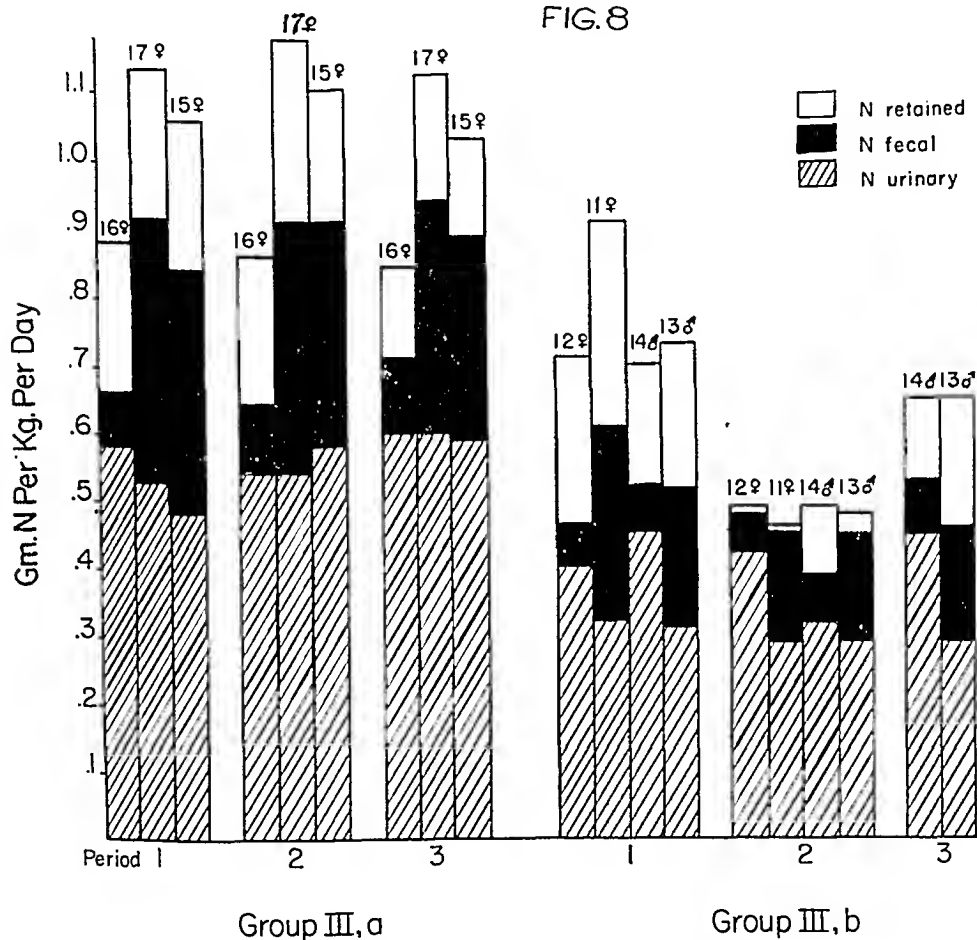 FIG. 8
N retained
N fecal
N urinary
Gm. N Per Kg. Per Day
1.1
1.0
.9
.8
.7
.6
.5
.4
.3
.2
.1
16♀ 17♀ 15♀
16♀ 17♀ 15♀
16♀ 17♀ 15♀
12♀ 11♀ 14♂ 13♂
12♀ 11♀ 14♂ 13♂
14♂ 13♂
Period 1 2 3 1 2 3
Group III, a Group III, b